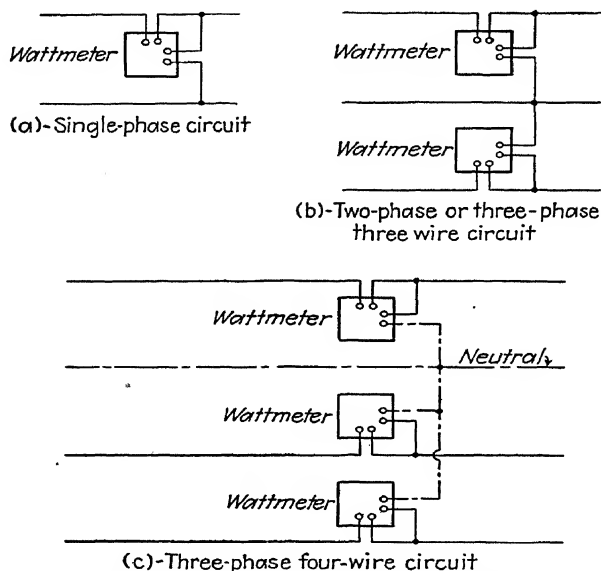 Wattmeter
(a)-Single-phase circuit
Wattmeter
Wattmeter
(b)-Two-phase or three-phase
three wire circuit
Wattmeter
Neutral
Wattmeter
Wattmeter
(c)-Three-phase four-wire circuit